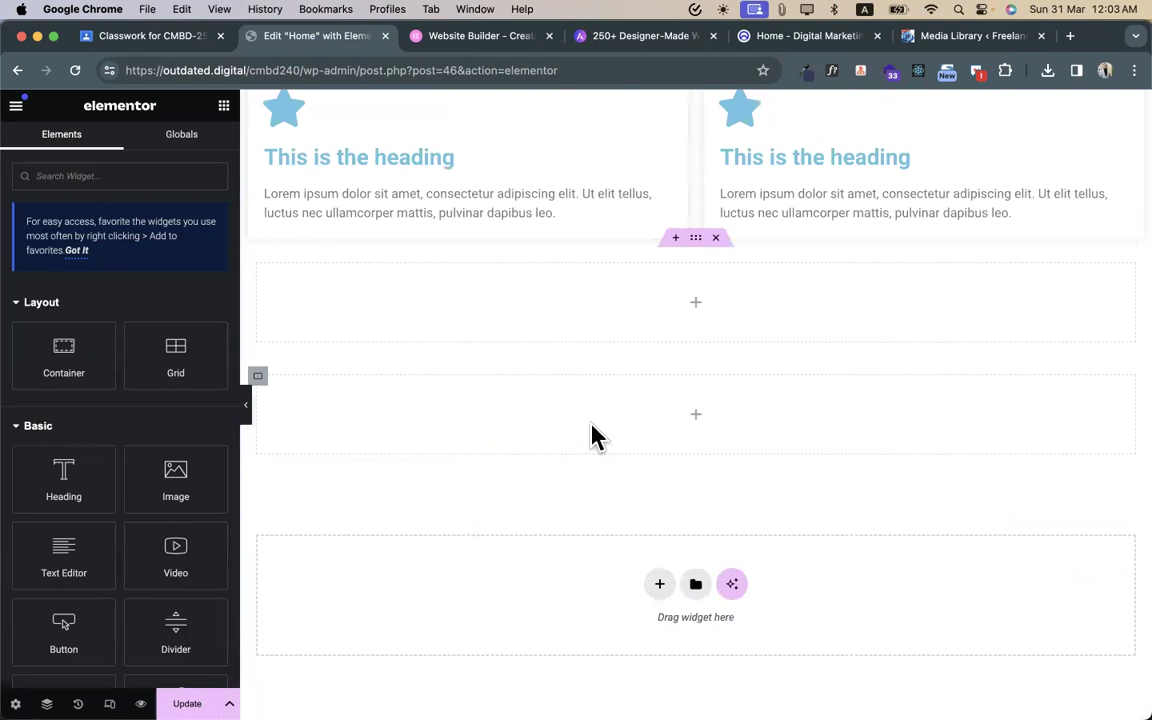 Google Chrome File Edit View History Bookmarks Profiles Tab Window Help A Sun 31 Mar 12:03 AM
Classwork for CMBD-2 Edit "Home" with Eleme Website Builder - Creat 250+ Designer-Made W Home - Digital Marketin Media Library ‹ Freelan
https://outdated.digital/cmbd240/wp-admin/post.php?post=46&action=elementor f? 33 New 1
elementor
Elements Globals
Search Widget...
For easy access, favorite the widgets you use
most often by right clicking > Add to
favorites.Got It
Layout
Container Grid
Basic
Heading Image
Text Editor Video
Button Divider
Update
This is the heading
Lorem ipsum dolor sit amet, consectetur adipiscing elit. Ut elit tellus,
luctus nec ullamcorper mattis, pulvinar dapibus leo.
This is the heading
Lorem ipsum dolor sit amet, consectetur adipiscing elit. Ut elit tellus,
luctus nec ullamcorper mattis, pulvinar dapibus leo.
Drag widget here